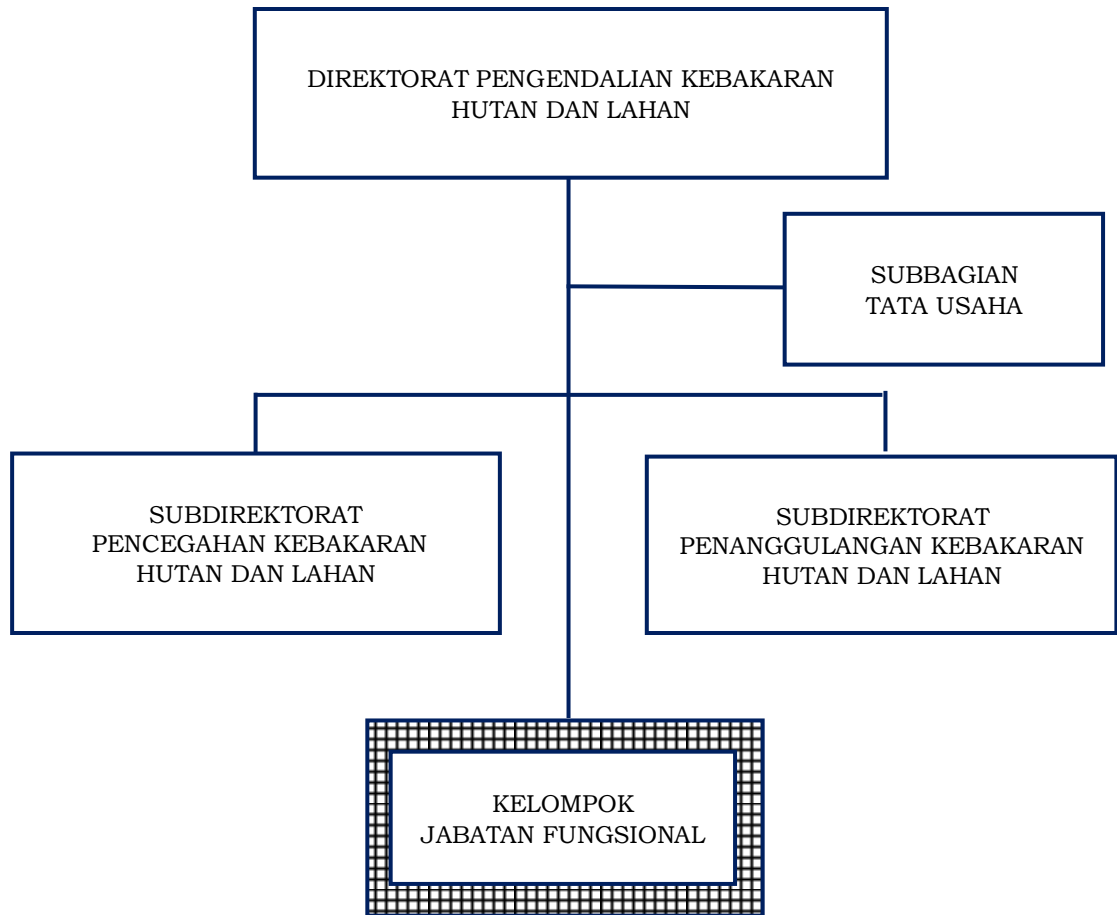 DIREKTORAT PENGENDALIAN KEBAKARAN
HUTAN DAN LAHAN
SUBBAGIAN
TATA USAHA
SUBDIREKTORAT
PENCEGAHAN KEBAKARAN
HUTAN DAN LAHAN
SUBDIREKTORAT
PENANGGULANGAN KEBAKARAN
HUTAN DAN LAHAN
KELOMPOK
JABATAN FUNGSIONAL